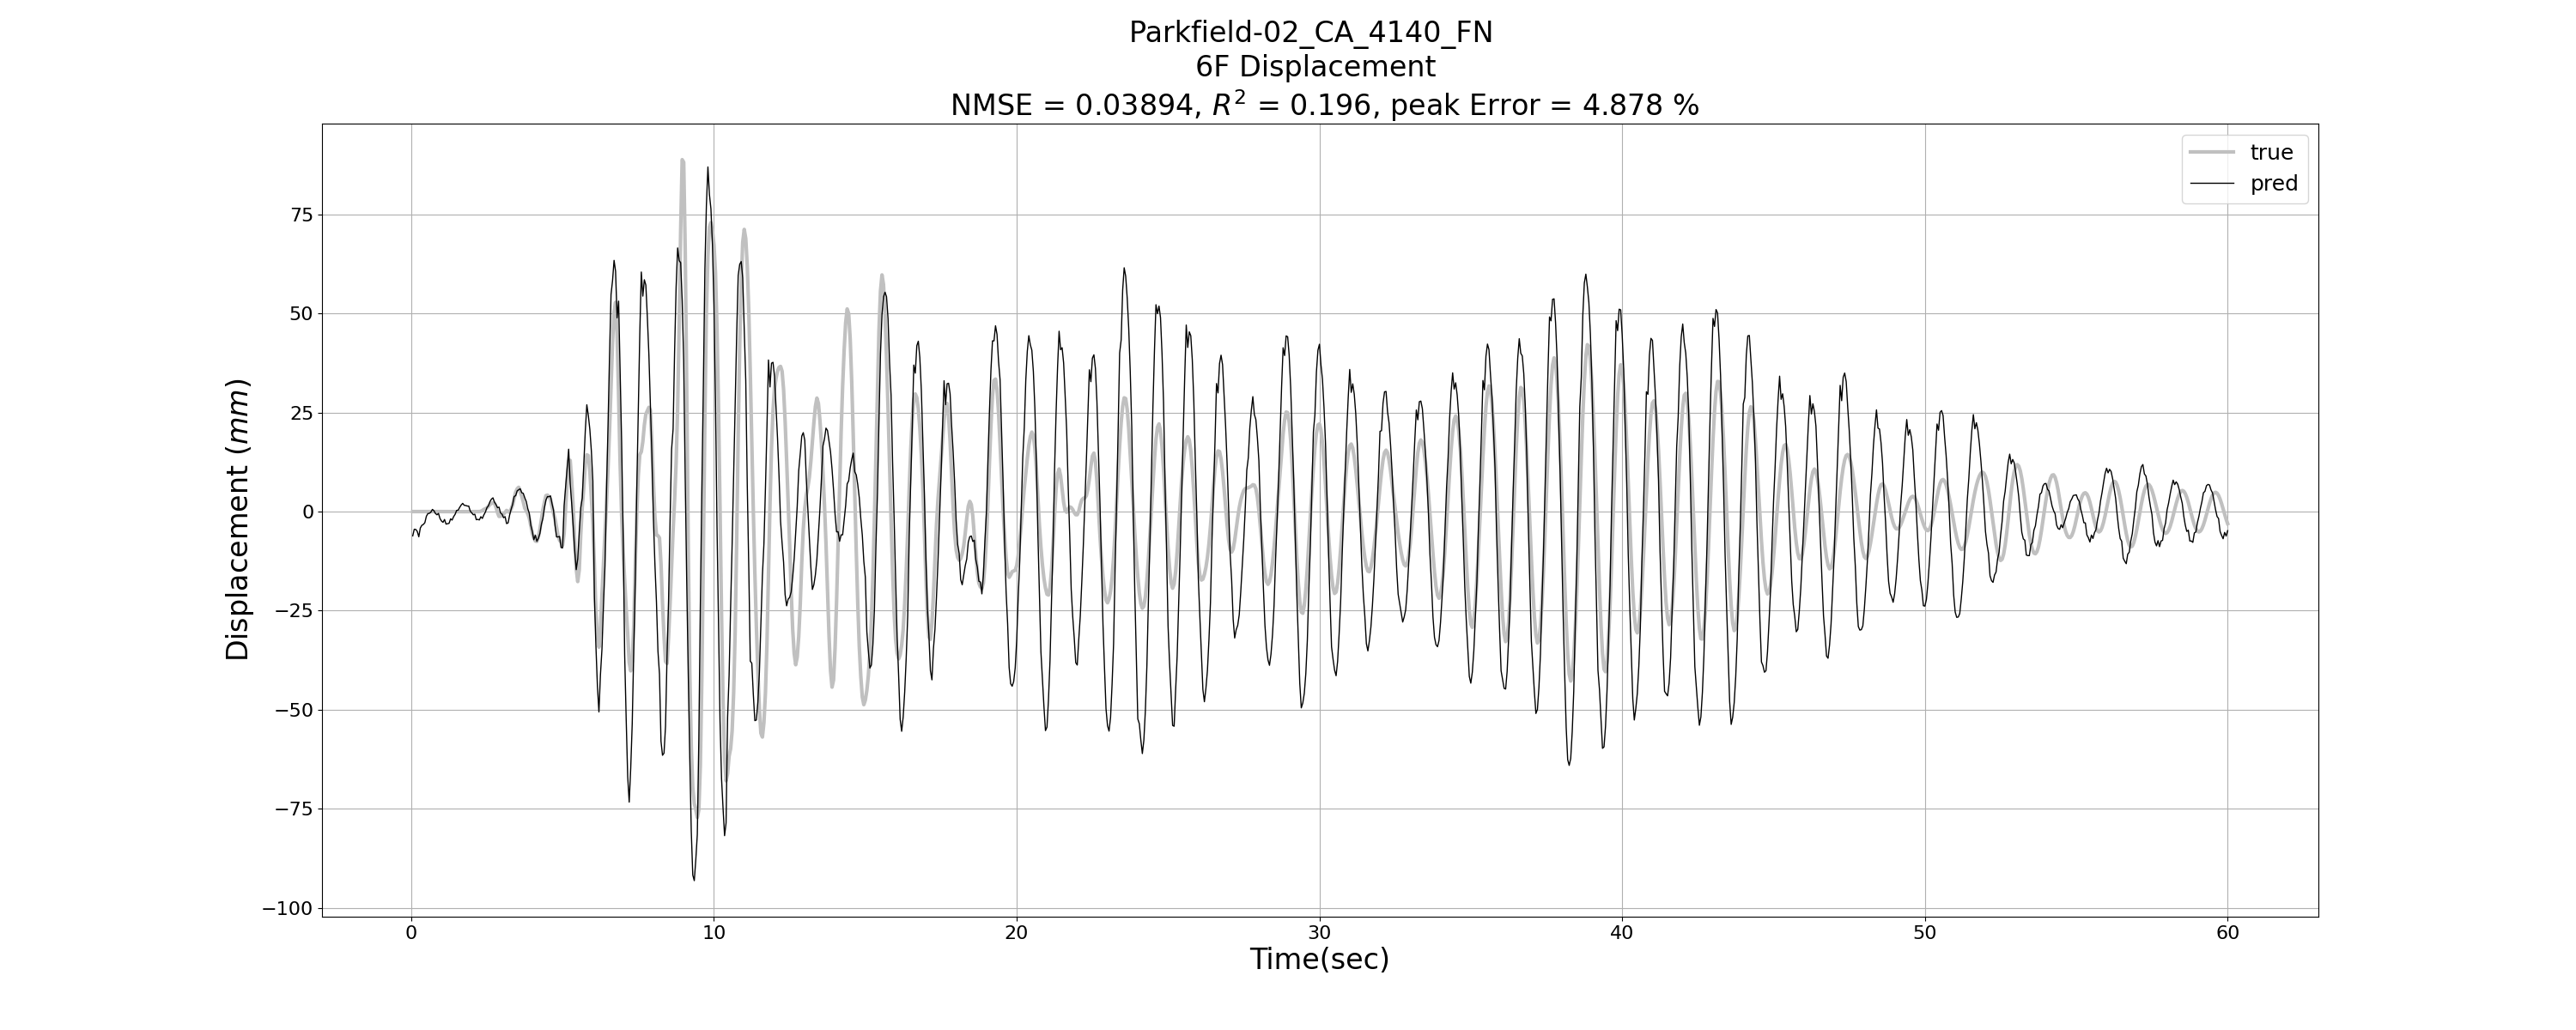 Parkfield-02_CA_4140_FN
6F Displacement
NMSE = 0.03894, R² = 0.196, peak Error = 4.878 %
true
pred
Displacement (mm)
75
50
25
0
−25
−50
−75
−100
0 10 20 30 40 50 60
Time(sec)